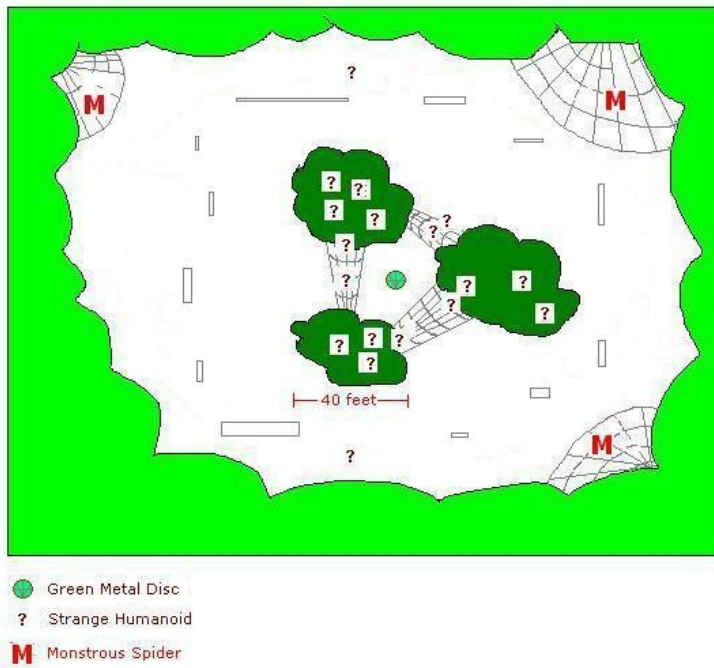 ?
M M
? ?:
? ? ?
? ?
? ? ?
? ?
? ? ?
?
40 feet
M
?
Green Metal Disc
? Strange Humanoid
M Monstrous Spider